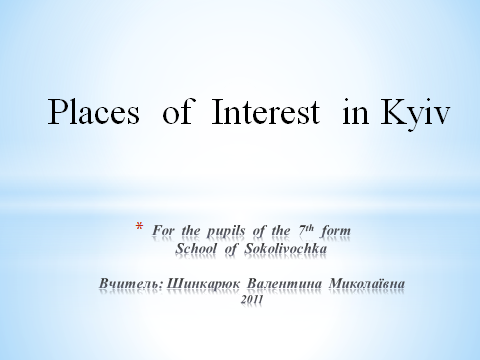 Places of Interest in Kyiv
* For the pupils of the 7th form
School of Sokolivochka
Вчитель: Шинкарюк Валентина Миколаївна
2011